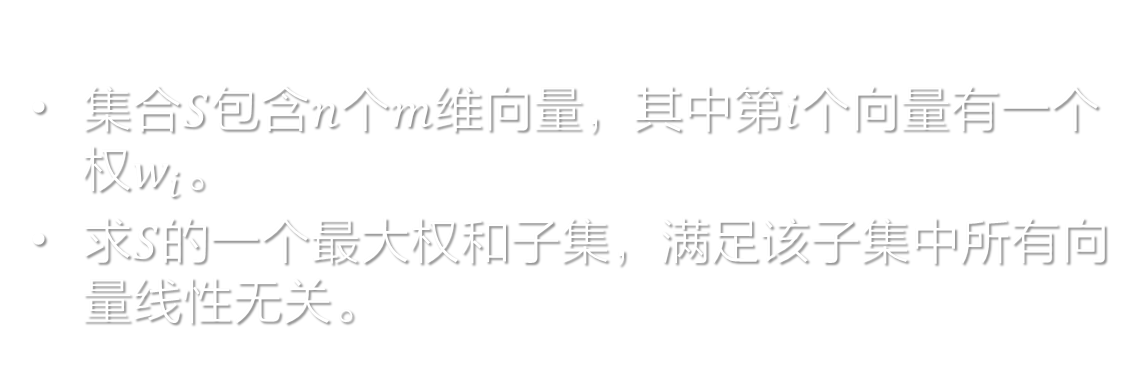 • 集合S包含n个m维向量，其中第i个向量有一个
权wᵢ。
• 求S的一个最大权和子集，满足该子集中所有向
量线性无关。